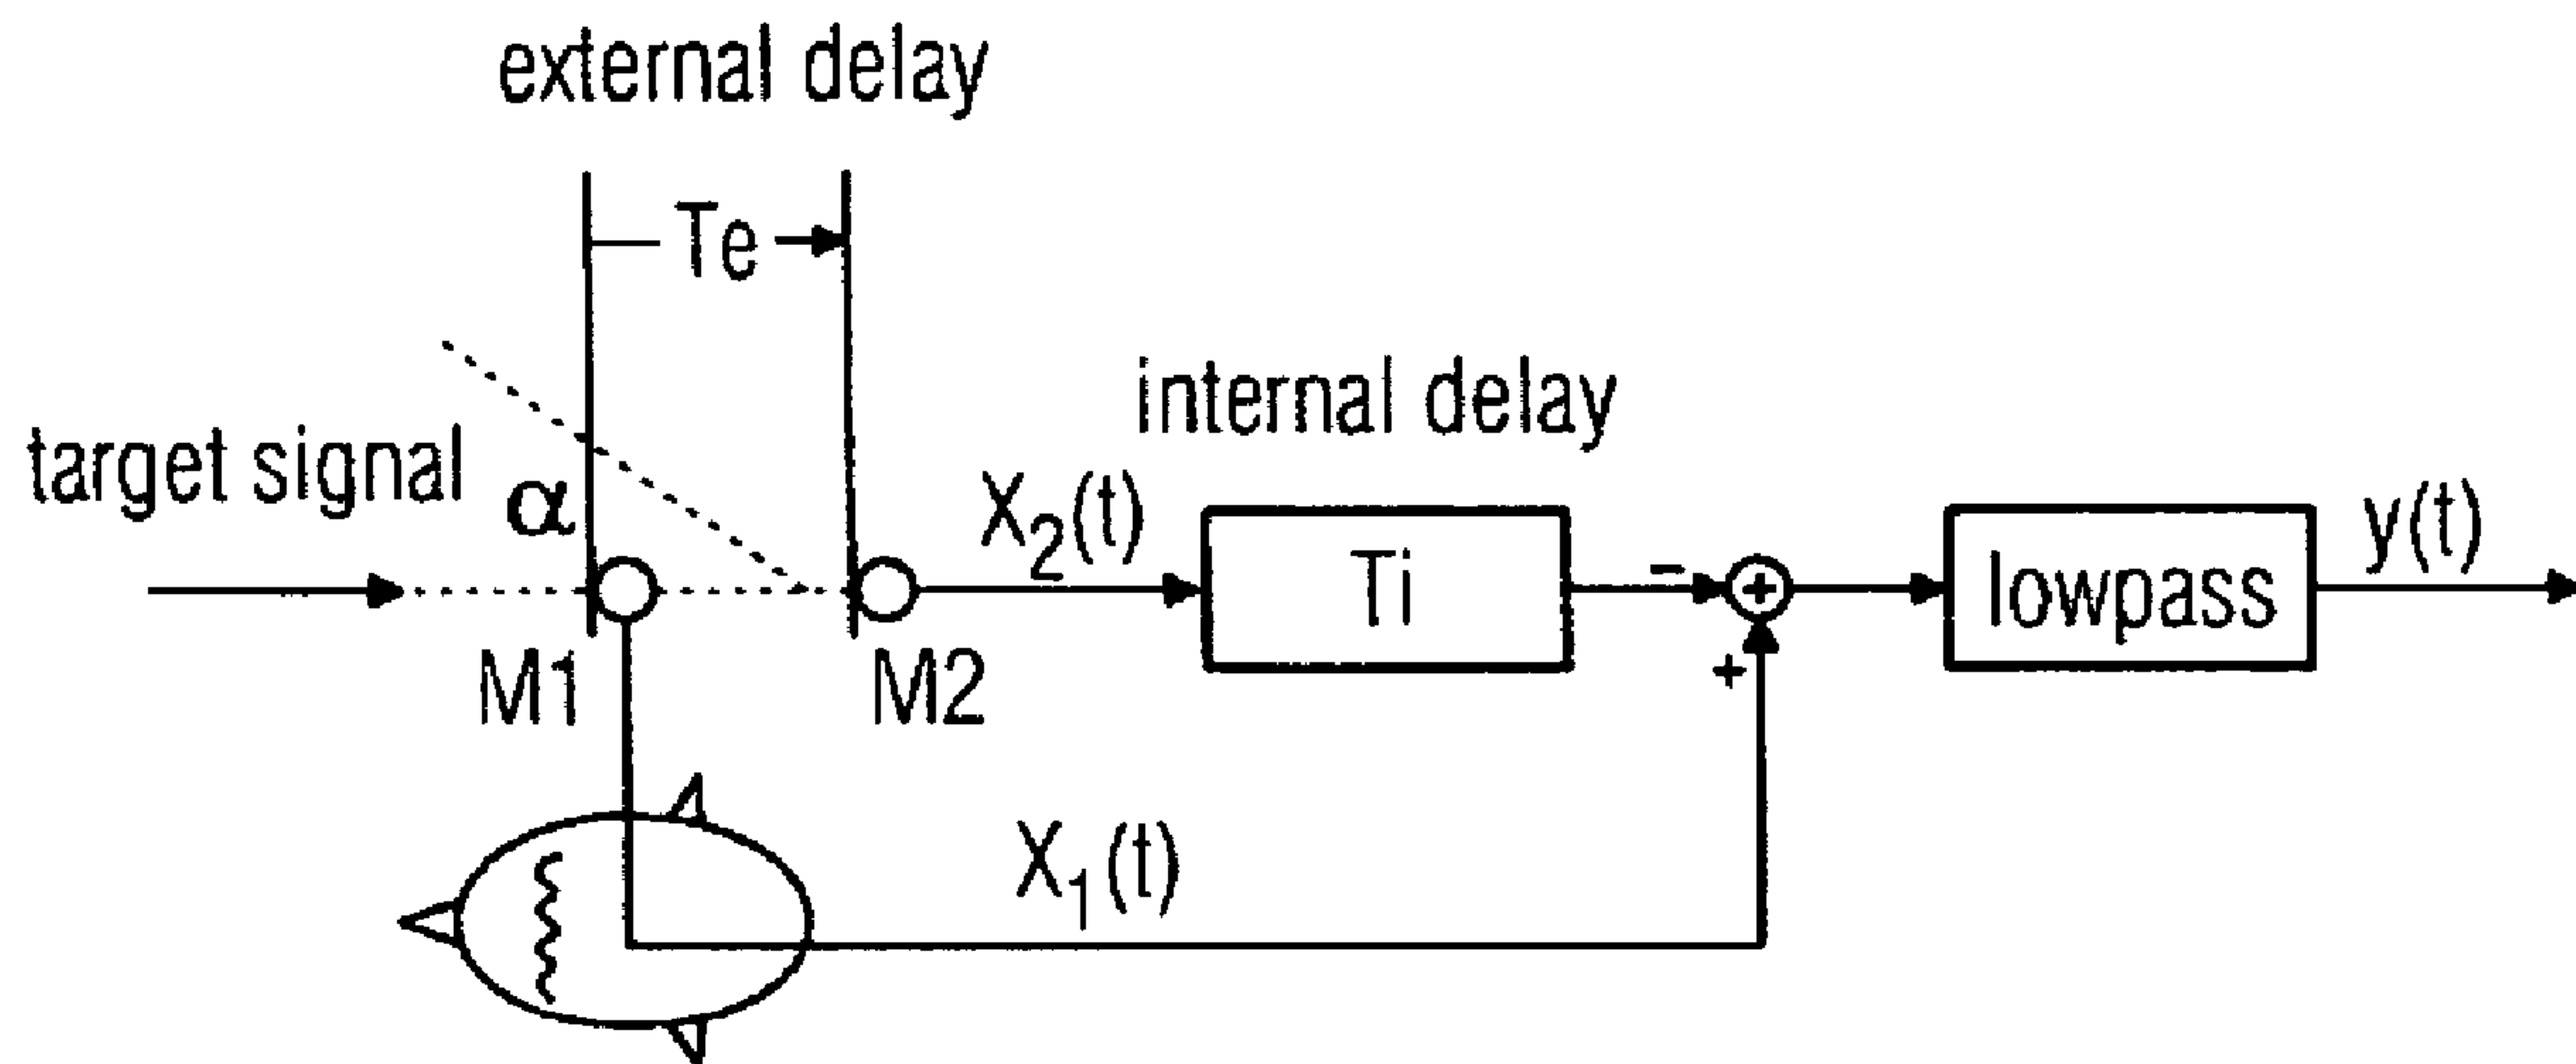 external delay
Te
internal delay
target signal
α
X2(t)
Ti
−
+
lowpass
y(t)
M1
M2
+
X1(t)